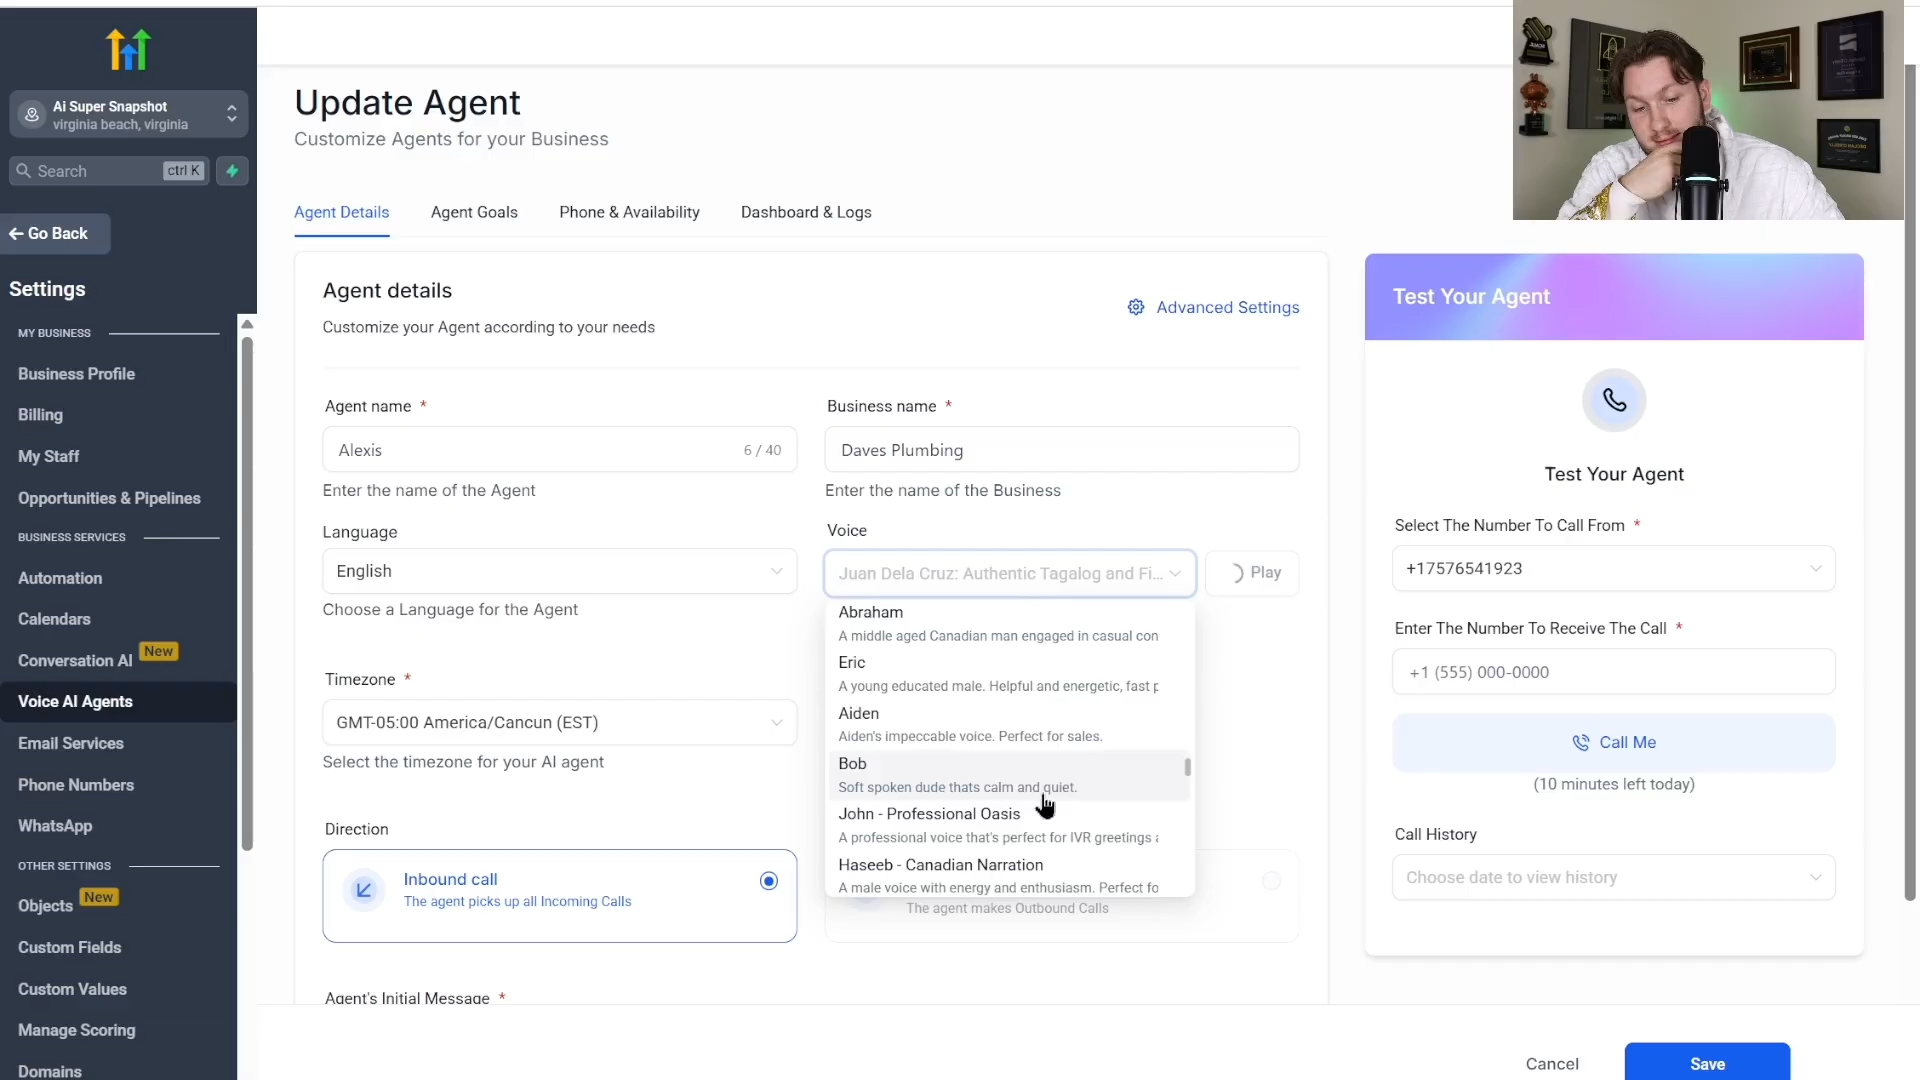 Ai Super Snapshot
virginia beach, virginia
Search
ctrl K
Go Back
Settings
MY BUSINESS
Business Profile
Billing
My Staff
Opportunities & Pipelines
BUSINESS SERVICES
Automation
Calendars
Conversation AI New
Voice AI Agents
Email Services
Phone Numbers
WhatsApp
OTHER SETTINGS
Objects New
Custom Fields
Custom Values
Manage Scoring
Domains
Update Agent
Customize Agents for your Business
Agent Details
Agent Goals
Phone & Availability
Dashboard & Logs
Agent details
Customize your Agent according to your needs
Advanced Settings
Agent name *
Alexis
6 / 40
Enter the name of the Agent
Business name *
Daves Plumbing
Enter the name of the Business
Language
English
Choose a Language for the Agent
Voice
Juan Dela Cruz: Authentic Tagalog and Fi...
Play
Abraham
A middle aged Canadian man engaged in casual con
Eric
A young educated male. Helpful and energetic, fast p
Aiden
Aiden's impeccable voice. Perfect for sales.
Bob
Soft spoken dude thats calm and quiet.
John - Professional Oasis
A professional voice that's perfect for IVR greetings a
Haseeb - Canadian Narration
A male voice with energy and enthusiasm. Perfect fo
Timezone *
GMT-05:00 America/Cancun (EST)
Select the timezone for your AI agent
Direction
Inbound call
The agent picks up all Incoming Calls
The agent makes Outbound Calls
Agent's Initial Message *
Test Your Agent
Test Your Agent
Select The Number To Call From *
+17576541923
Enter The Number To Receive The Call *
+1 (555) 000-0000
Call Me
(10 minutes left today)
Call History
Choose date to view history
Cancel
Save